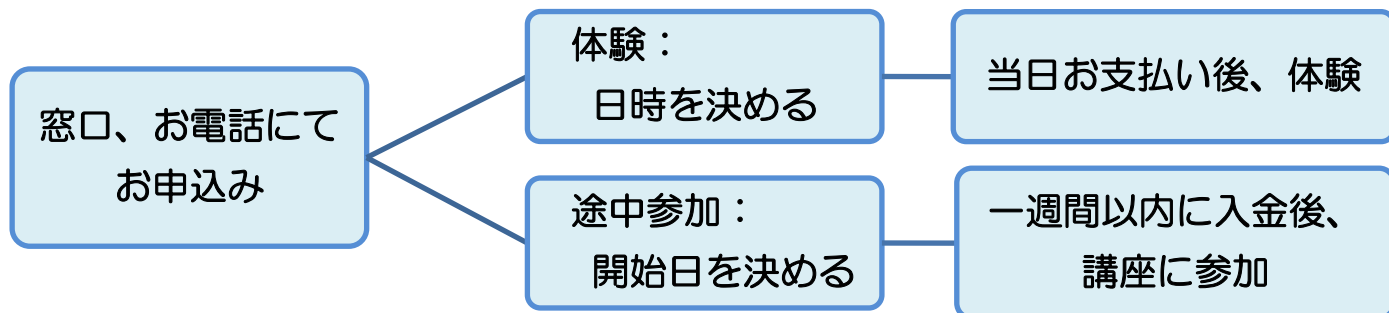 窓口、お電話にて
お申込み
体験：
日時を決める
当日お支払い後、体験
途中参加：
開始日を決める
一週間以内に入金後、
講座に参加